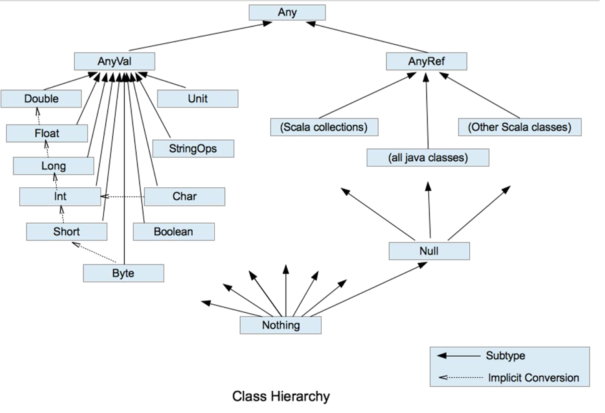 Any
AnyVal
AnyRef
Double
Unit
Float
(Scala collections)
(Other Scala classes)
StringOps
Long
(all java classes)
Int
Char
Short
Boolean
Null
Byte
Nothing
Subtype
Implicit Conversion
Class Hierarchy